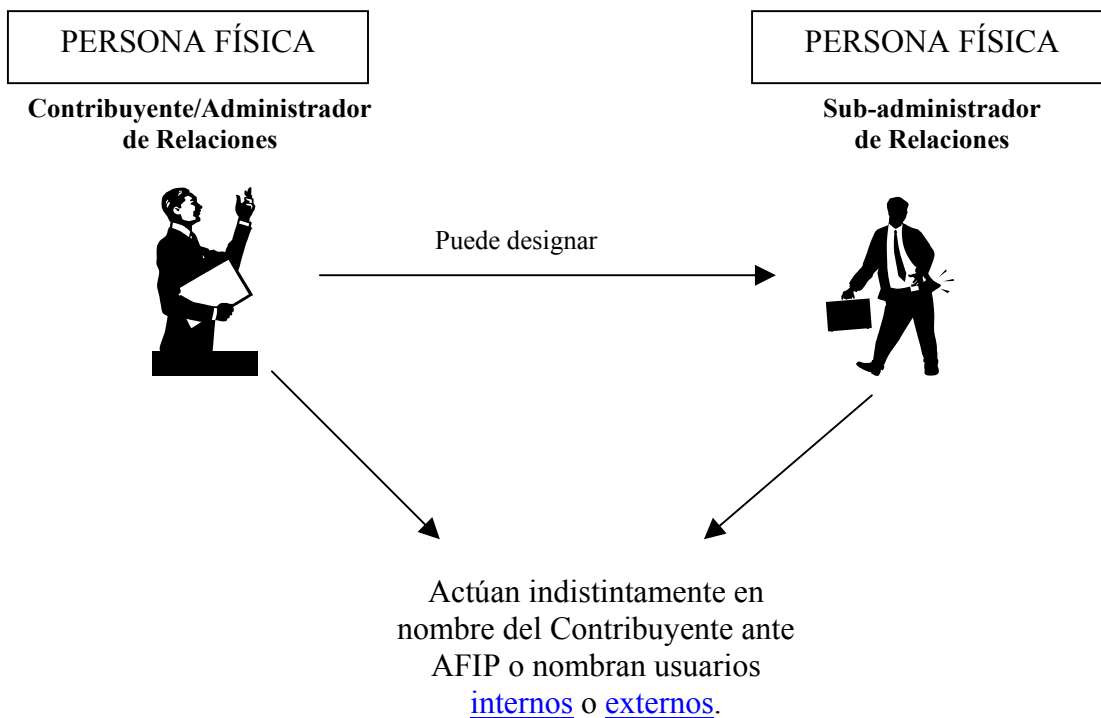 PERSONA FÍSICA
Contribuyente/Administrador
de Relaciones
PERSONA FÍSICA
Sub-administrador
de Relaciones
Puede designar
Actúan indistintamente en
nombre del Contribuyente ante
AFIP o nombran usuarios
internos o externos.